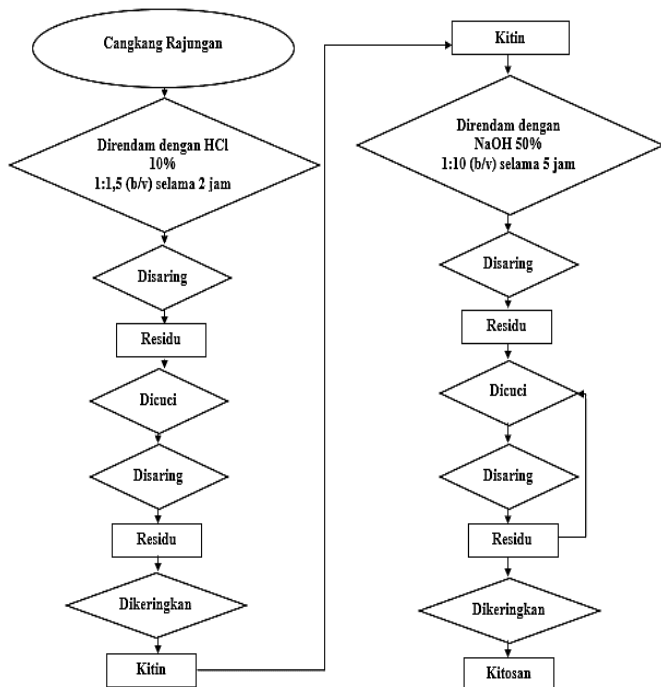 Cangkang Rajungan
Direndam dengan HCl
10%
1:1,5 (b/v) selama 2 jam
Disaring
Residu
Dicuci
Disaring
Residu
Dikeringkan
Kitin
Kitin
Direndam dengan
NaOH 50%
1:10 (b/v) selama 5 jam
Disaring
Residu
Dicuci
Disaring
Residu
Dikeringkan
Kitosan